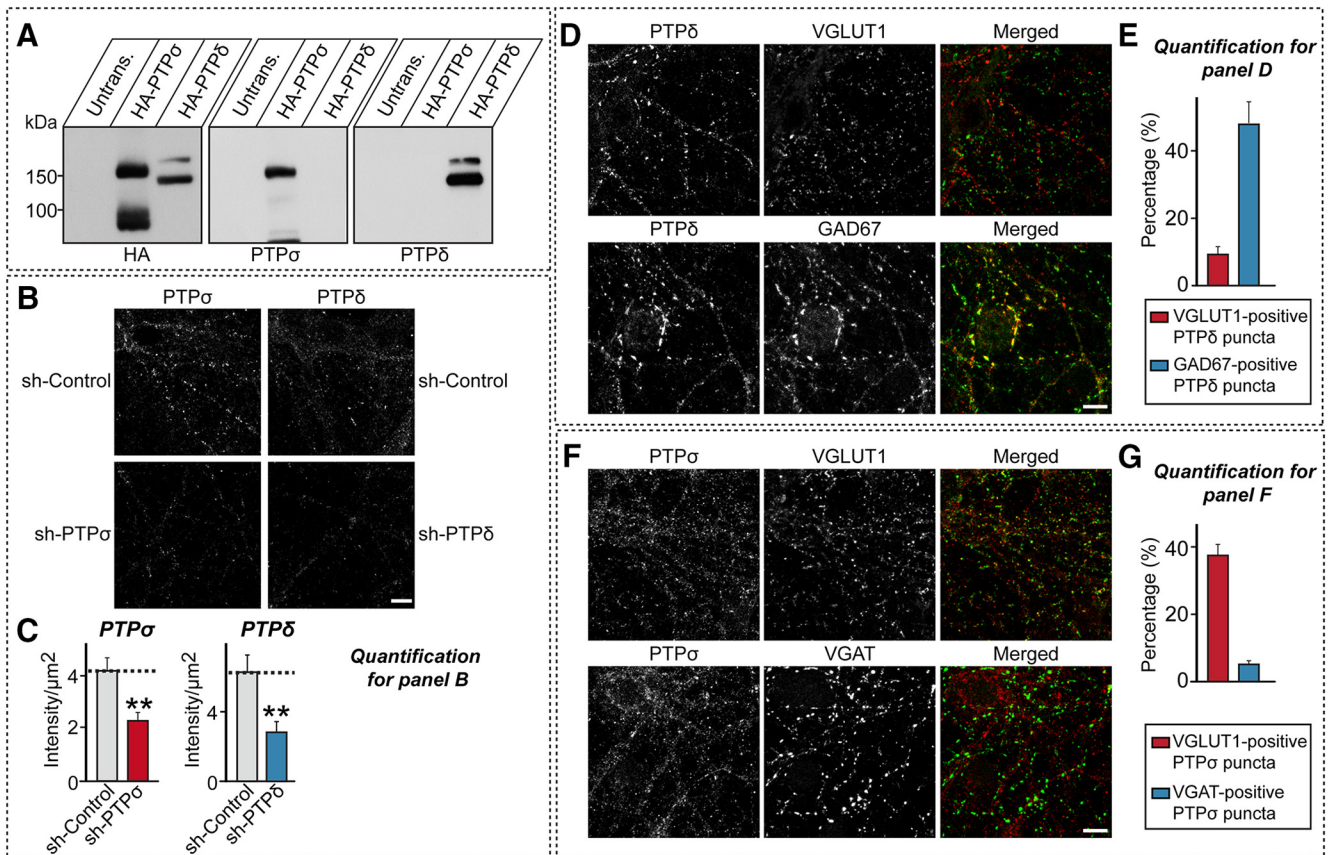 A
Untrans.
HA-PTPσ
HA-PTPδ
Untrans.
HA-PTPσ
HA-PTPδ
Untrans.
HA-PTPσ
HA-PTPδ
kDa
150
100
HA
PTPσ
PTPδ
B
PTPσ
PTPδ
sh-Control
sh-Control
sh-PTPσ
sh-PTPδ
C
PTPσ
Intensity/µm2
4
2
0
sh-Control
sh-PTPσ
**
PTPδ
Intensity/µm2
4
0
sh-Control
sh-PTPδ
**
Quantification
for panel B
D
PTPδ
VGLUT1
Merged
PTPδ
GAD67
Merged
E
Quantification for
panel D
Percentage (%)
40
20
0
VGLUT1-positive
PTPδ puncta
GAD67-positive
PTPδ puncta
F
PTPσ
VGLUT1
Merged
PTPσ
VGAT
Merged
G
Quantification for
panel F
Percentage (%)
40
20
0
VGLUT1-positive
PTPσ puncta
VGAT-positive
PTPσ puncta